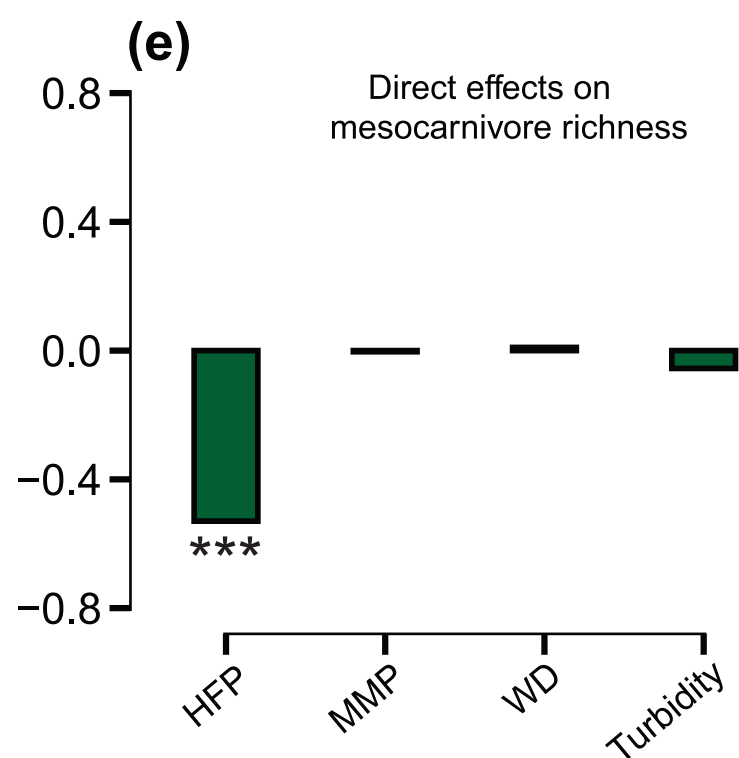 (e)
Direct effects on
mesocarnivore richness
0.8
0.4
0.0
−0.4
−0.8
***
HFP
MMP
WD
Turbidity